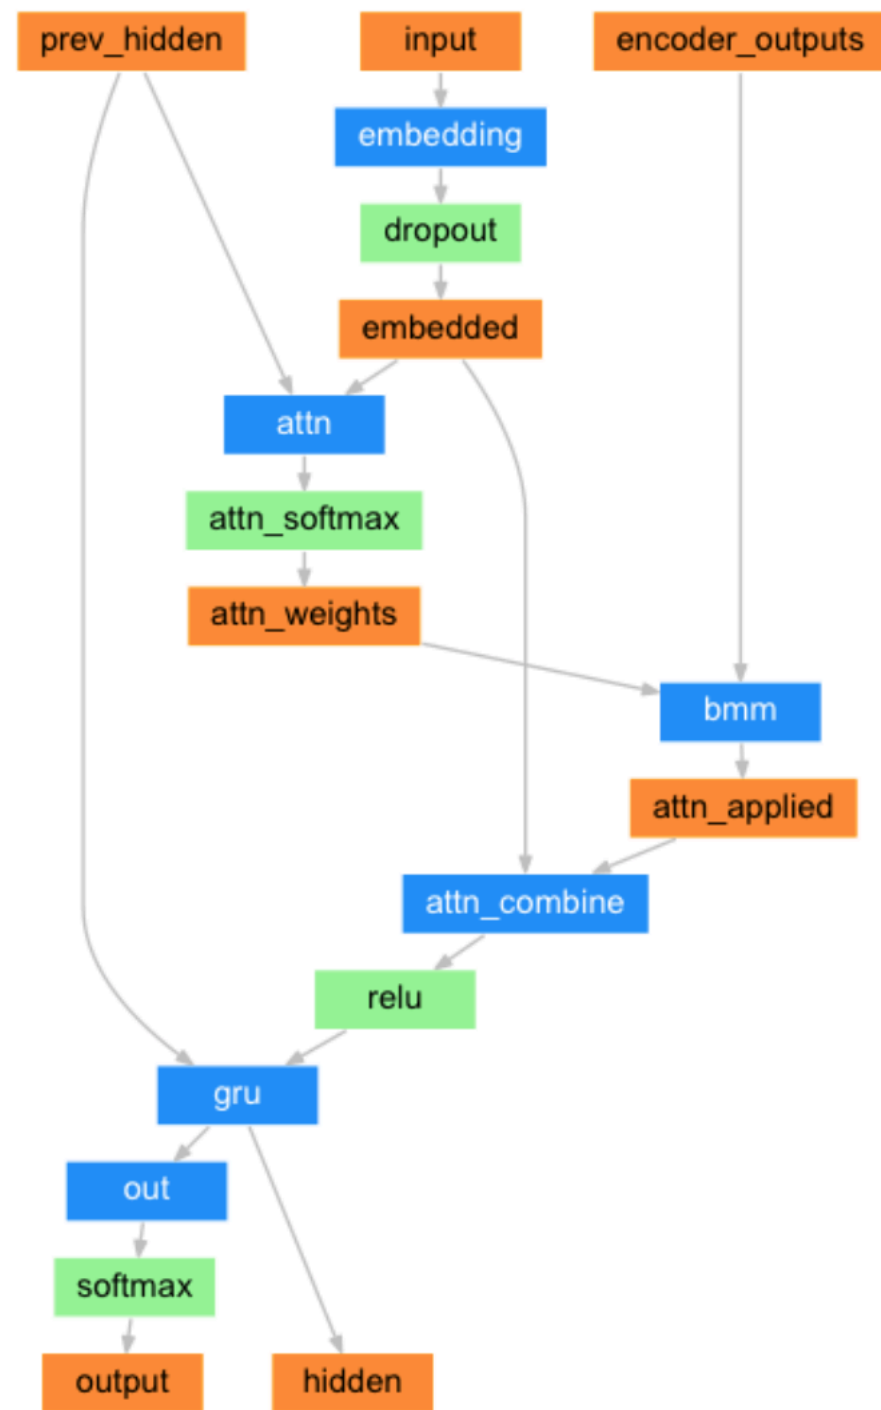 prev_hidden
input
encoder_outputs
embedding
dropout
embedded
attn
attn_softmax
attn_weights
bmm
attn_applied
attn_combine
relu
gru
out
softmax
output
hidden